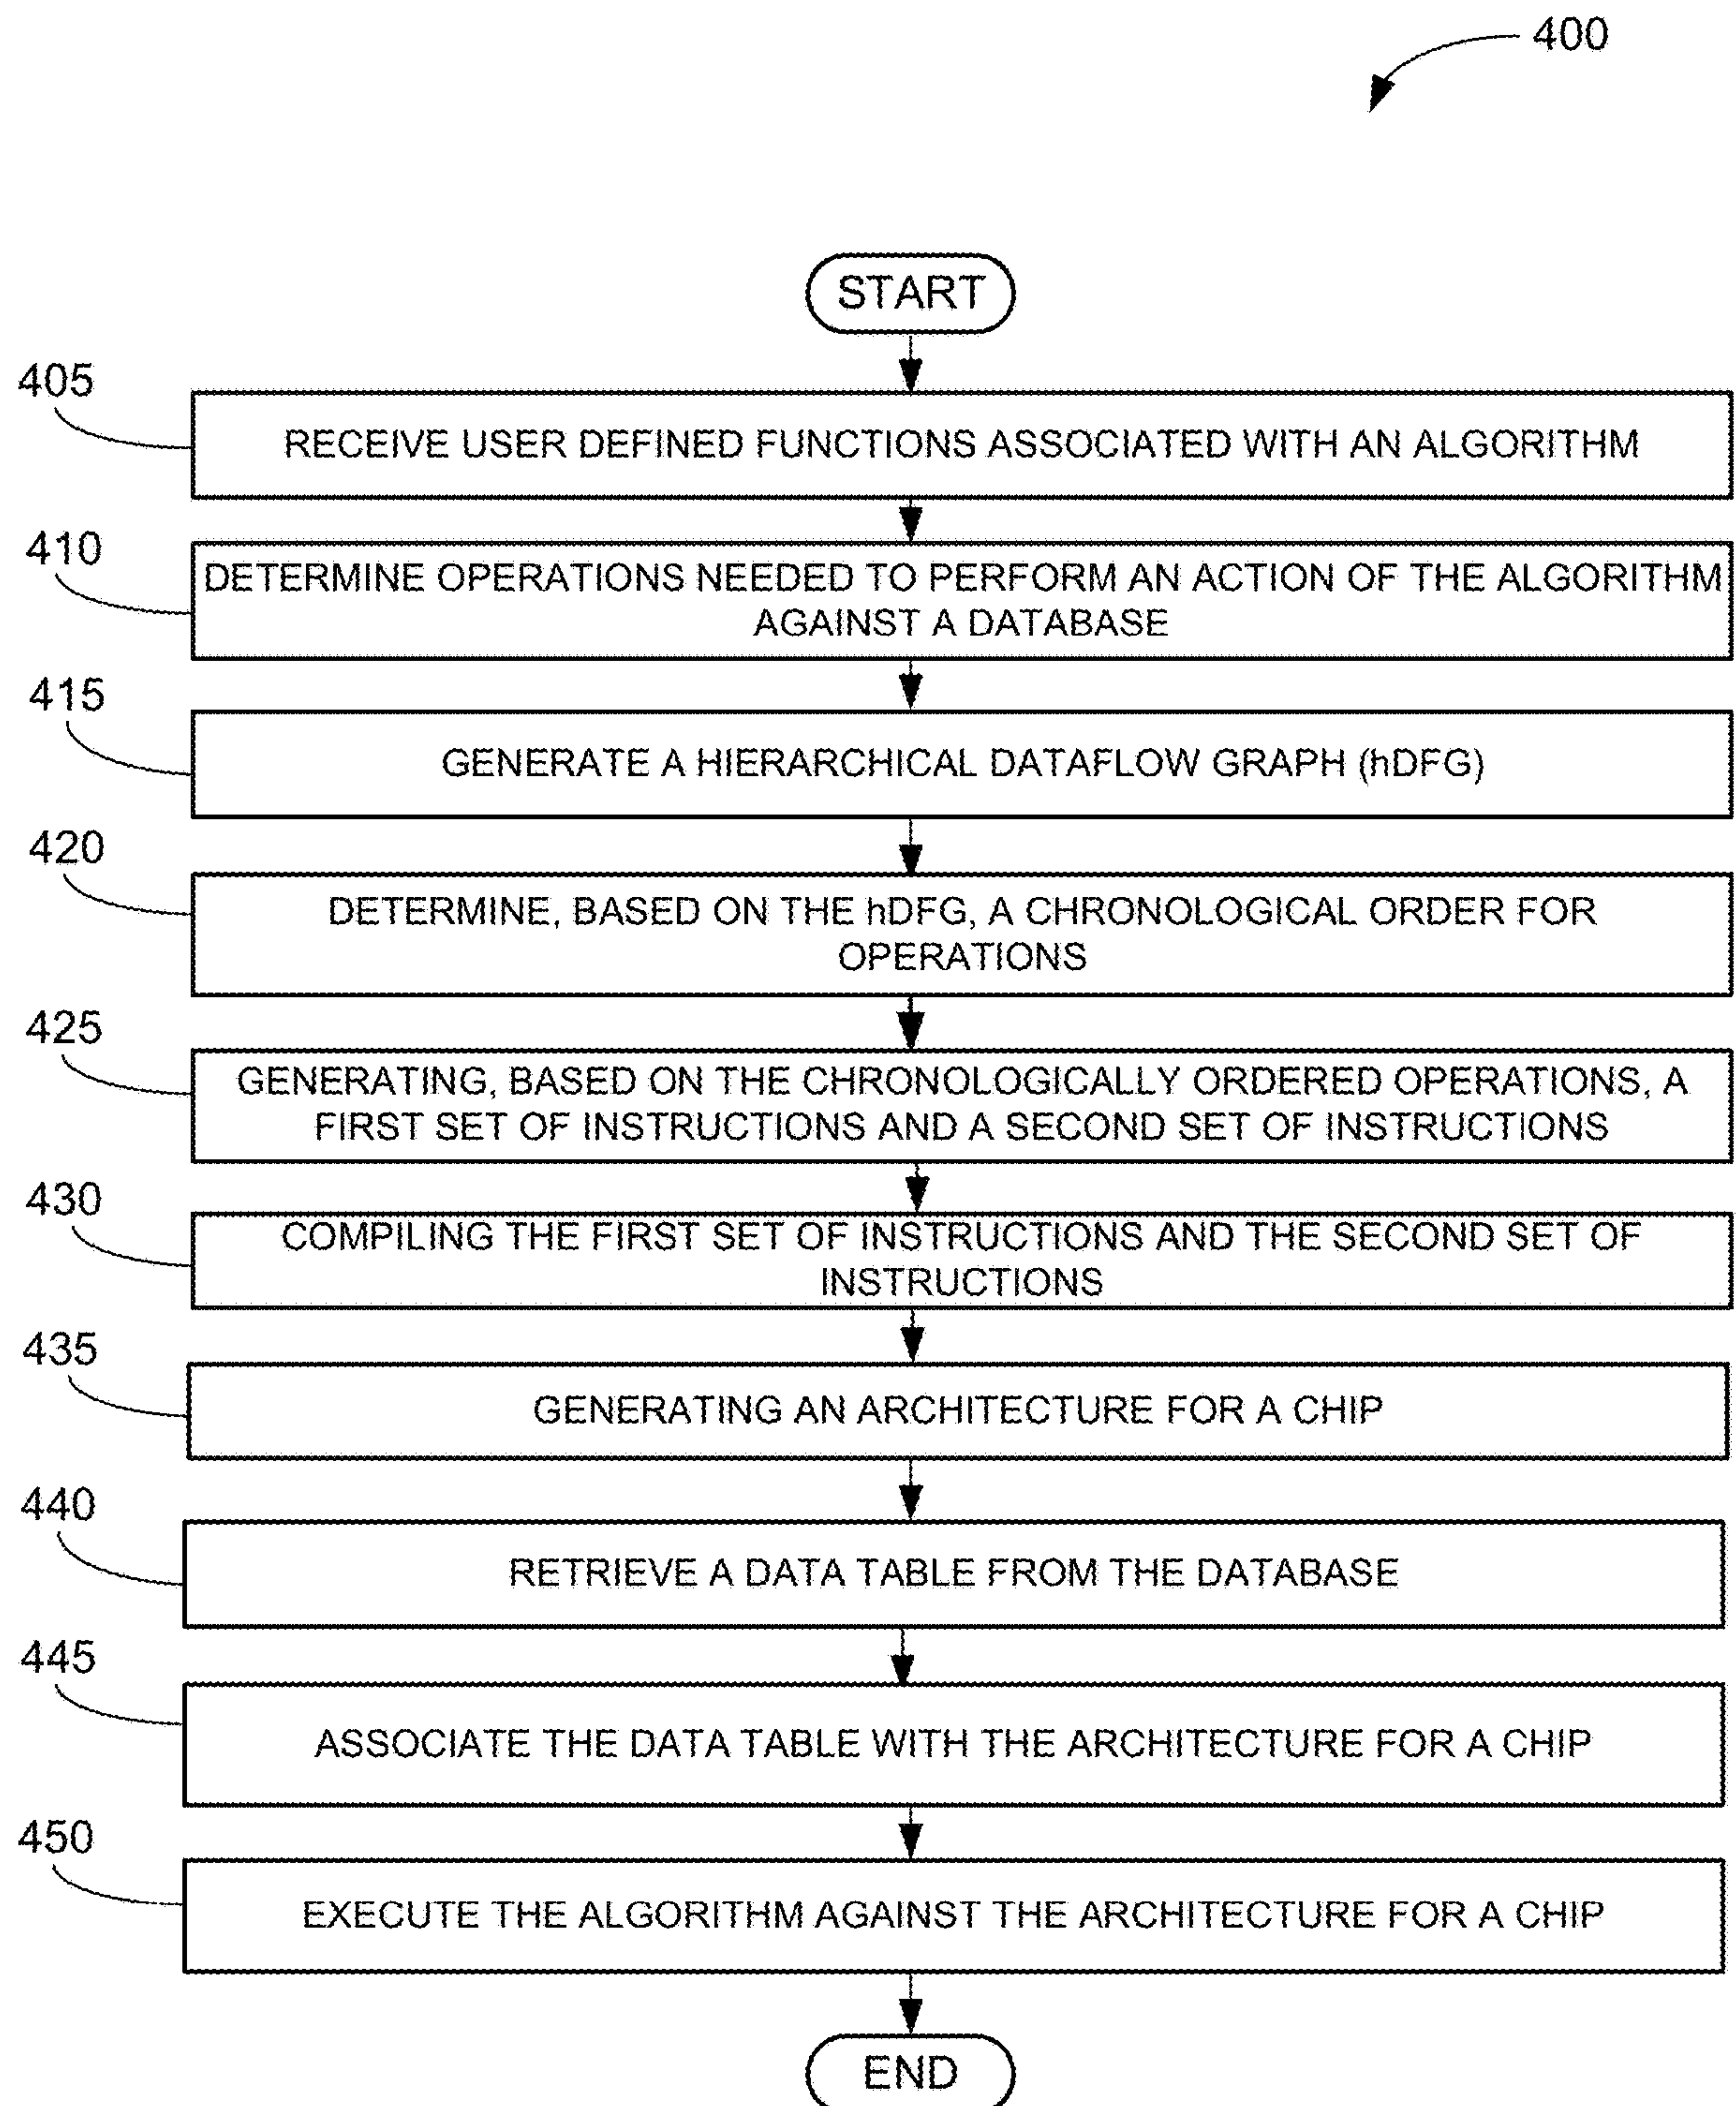 400
START
405
RECEIVE USER DEFINED FUNCTIONS ASSOCIATED WITH AN ALGORITHM
410
DETERMINE OPERATIONS NEEDED TO PERFORM AN ACTION OF THE ALGORITHM
AGAINST A DATABASE
415
GENERATE A HIERARCHICAL DATAFLOW GRAPH (hDFG)
420
DETERMINE, BASED ON THE hDFG, A CHRONOLOGICAL ORDER FOR
OPERATIONS
425
GENERATING, BASED ON THE CHRONOLOGICALLY ORDERED OPERATIONS, A
FIRST SET OF INSTRUCTIONS AND A SECOND SET OF INSTRUCTIONS
430
COMPILING THE FIRST SET OF INSTRUCTIONS AND THE SECOND SET OF
INSTRUCTIONS
435
GENERATING AN ARCHITECTURE FOR A CHIP
440
RETRIEVE A DATA TABLE FROM THE DATABASE
445
ASSOCIATE THE DATA TABLE WITH THE ARCHITECTURE FOR A CHIP
450
EXECUTE THE ALGORITHM AGAINST THE ARCHITECTURE FOR A CHIP
END